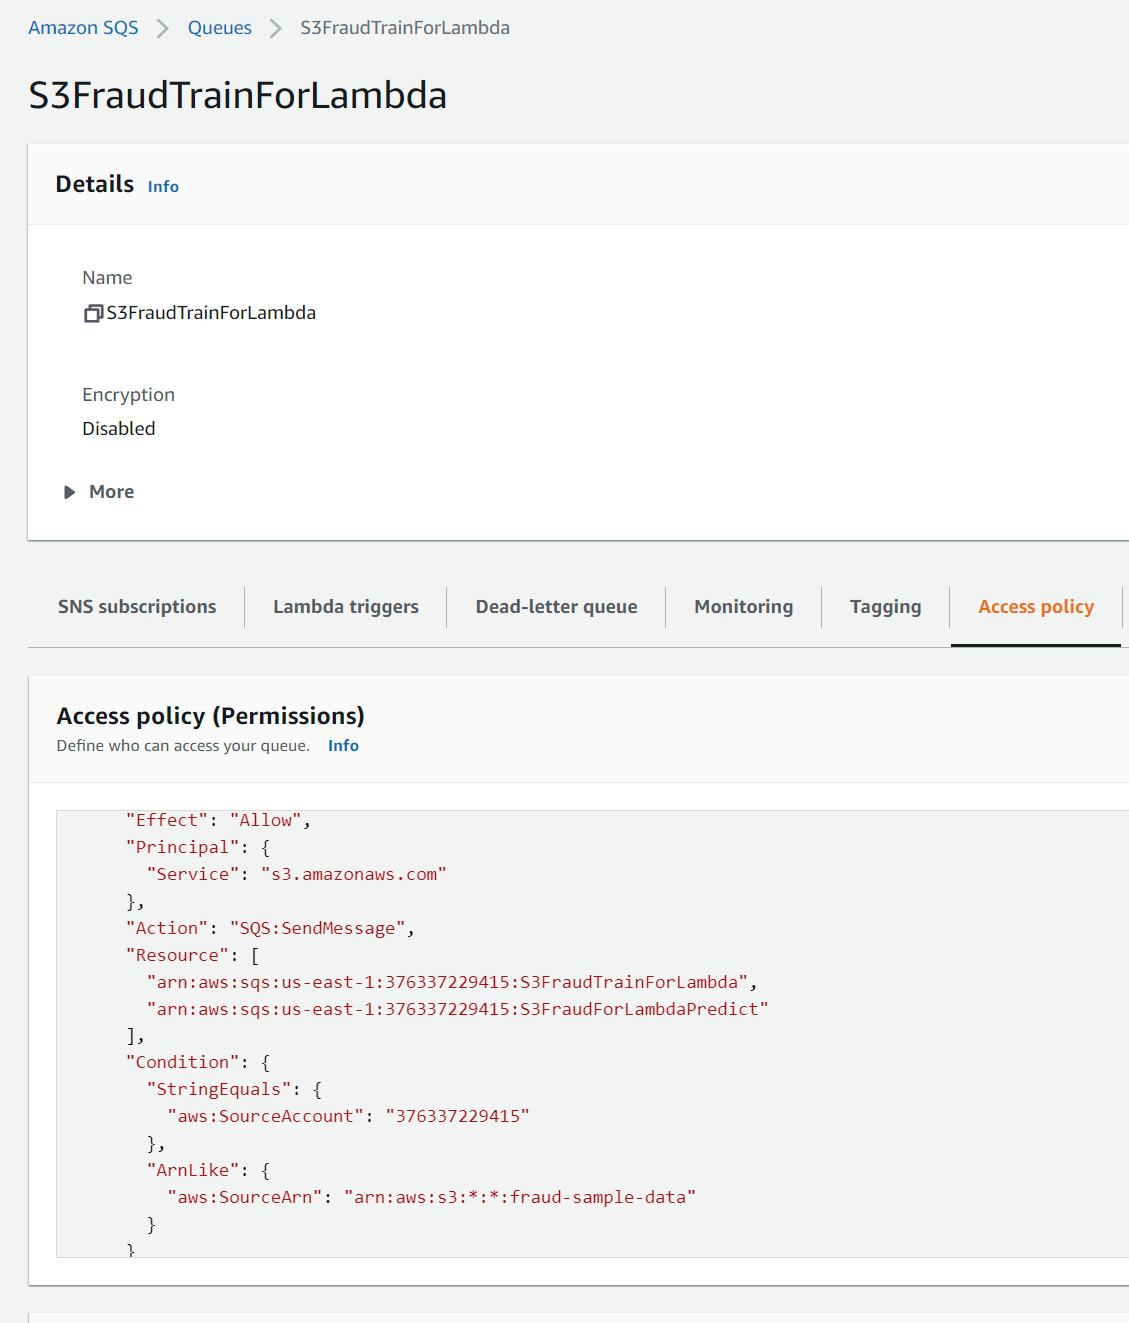 Amazon SQS > Queues > S3FraudTrainForLambda
S3FraudTrainForLambda
Details Info
Name
S3FraudTrainForLambda
Encryption
Disabled
More
SNS subscriptions Lambda triggers Dead-letter queue Monitoring Tagging Access policy
Access policy (Permissions)
Define who can access your queue. Info
"Effect": "Allow",
"Principal": {
"Service": "s3.amazonaws.com"
},
"Action": "SQS:SendMessage",
"Resource": [
"arn:aws:sqs:us-east-1:376337229415:S3FraudTrainForLambda",
"arn:aws:sqs:us-east-1:376337229415:S3FraudForLambdaPredict"
],
"Condition": {
"StringEquals": {
"aws:SourceAccount": "376337229415"
},
"ArnLike": {
"aws:SourceArn": "arn:aws:s3:*:*:fraud-sample-data"
}
}